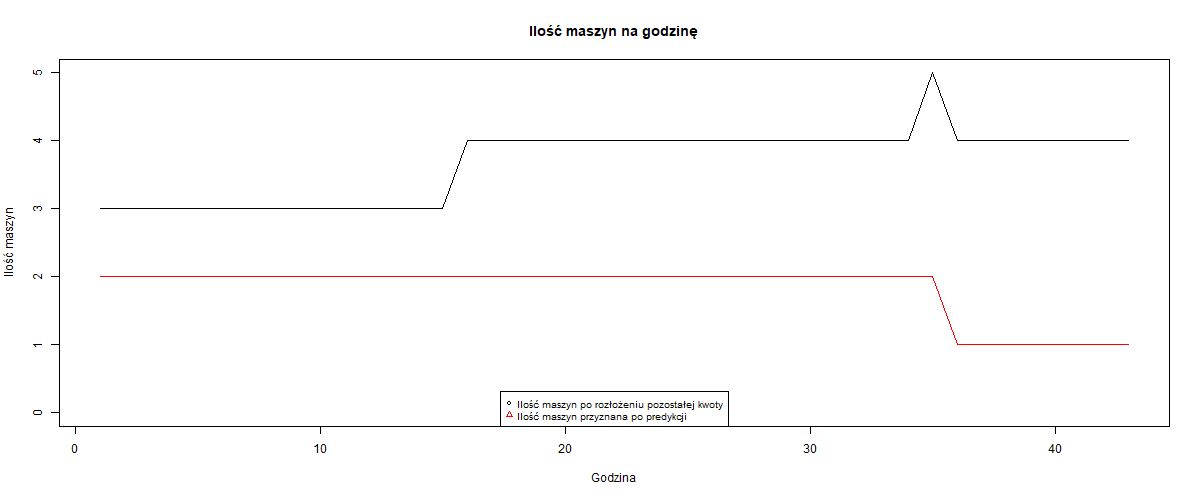 Ilość maszyn na godzinę
Ilość maszyn
5
4
3
2
1
0
Ilość maszyn po rozłożeniu pozostałej kwoty
Ilość maszyn przyznana po predykcji
0 10 20 30 40
Godzina